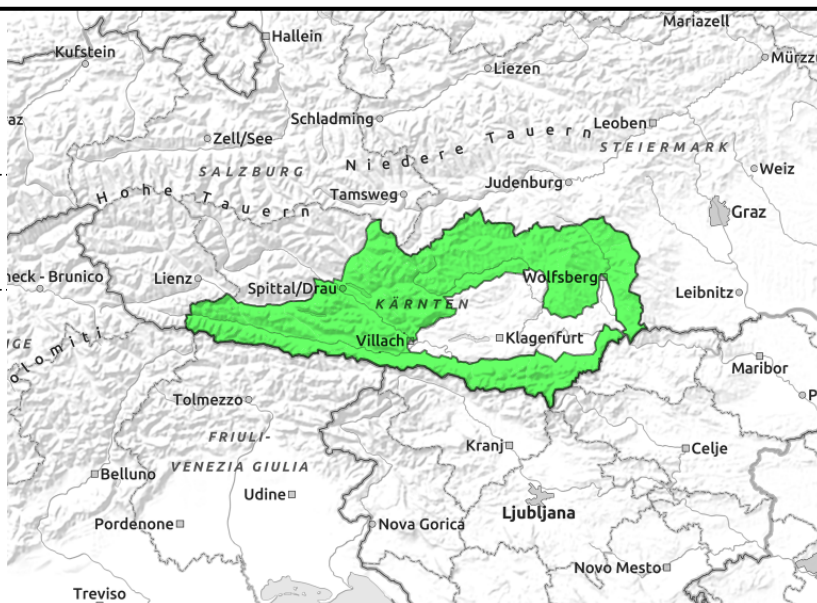 Mariazell
Hallein
Kufstein
Mürzzu
Liezen
Schladming
Leoben
Zell/See
Niedere Tauern
STEIERMARK
SALZBURG
Weiz
Hohe Tauern
Tamsweg
Judenburg
Graz
Lienz
Wolfsberg
neck - Brunico
Spittal/Drau
KÄRNTEN
Leibnitz
Villach
Klagenfurt
olomiti
Maribor
Tolmezzo
FRIULI-
VENEZIA GIULIA
Kranj
Celje
Belluno
Udine
Ljubljana
Pordenone
Nova Gorica
Novo Mesto
Treviso